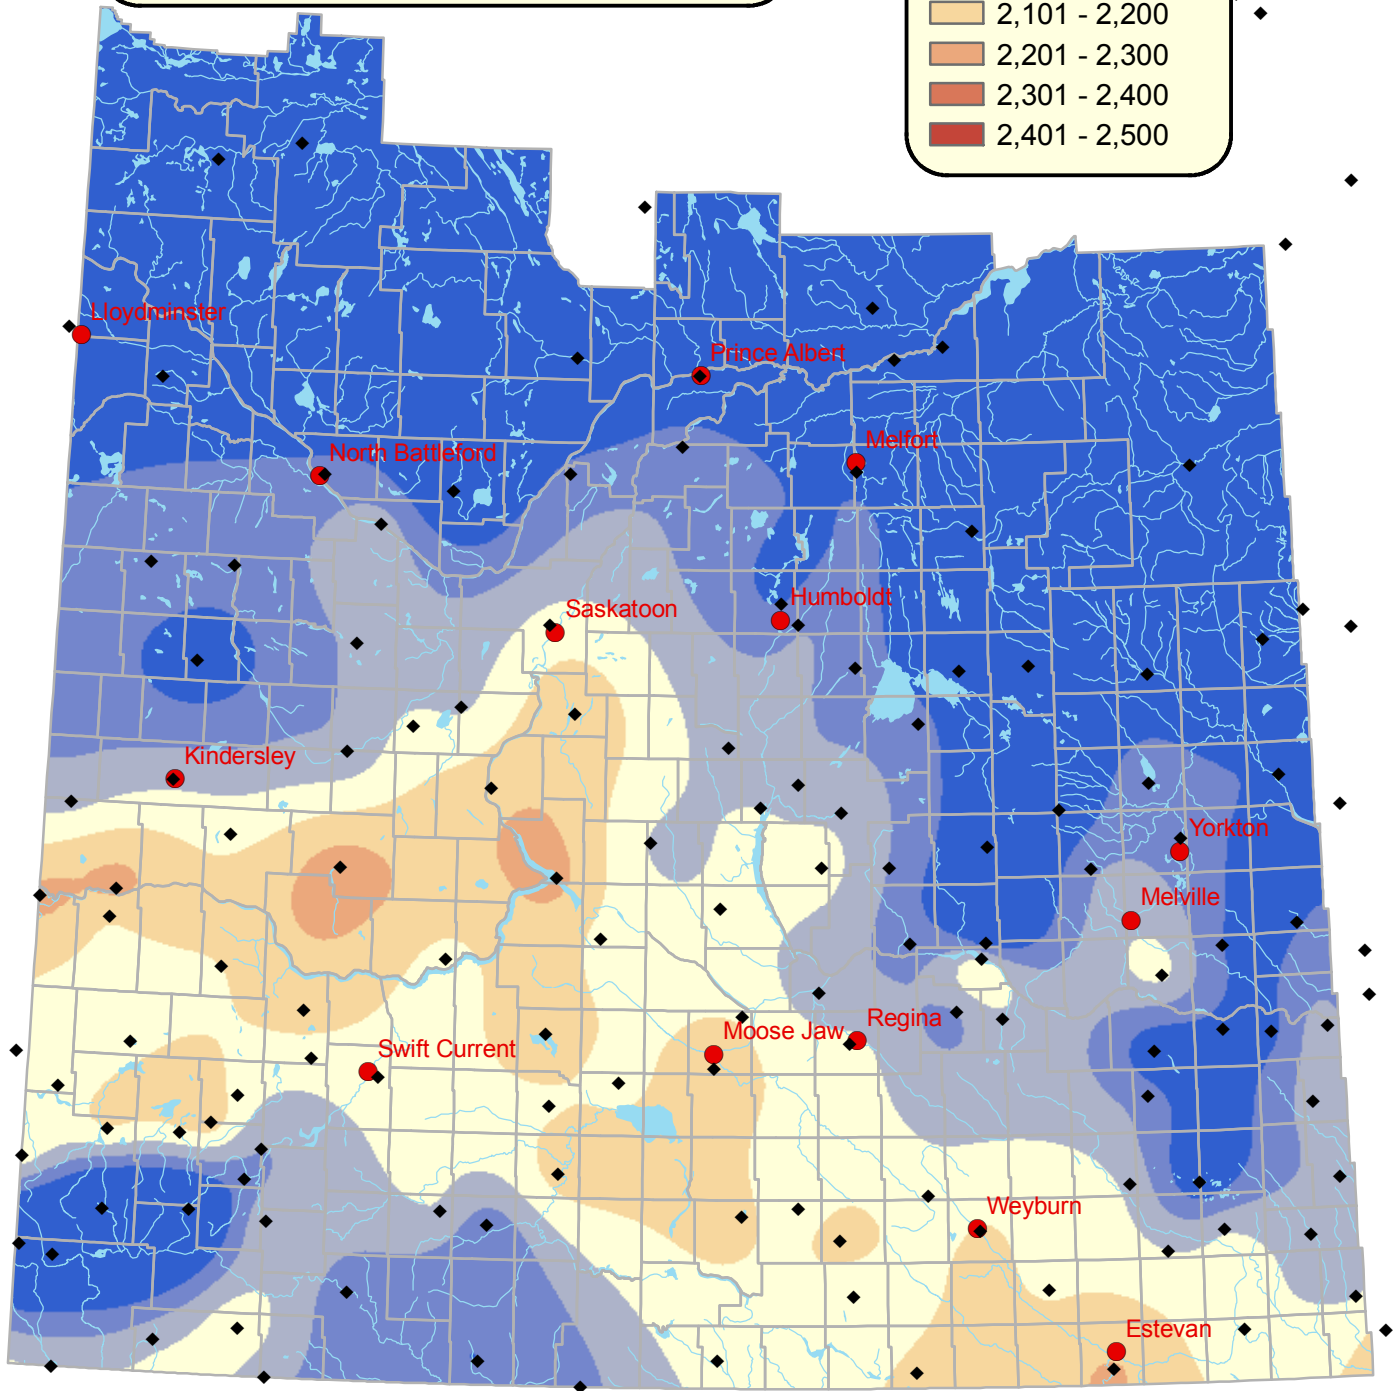 2,101 - 2,200
2,201 - 2,300
2,301 - 2,400
2,401 - 2,500
Lloydminster
Prince Albert
Melfort
North Battleford
Humboldt
Saskatoon
Kindersley
Yorkton
Melville
Regina
Moose Jaw
Swift Current
Weyburn
Estevan